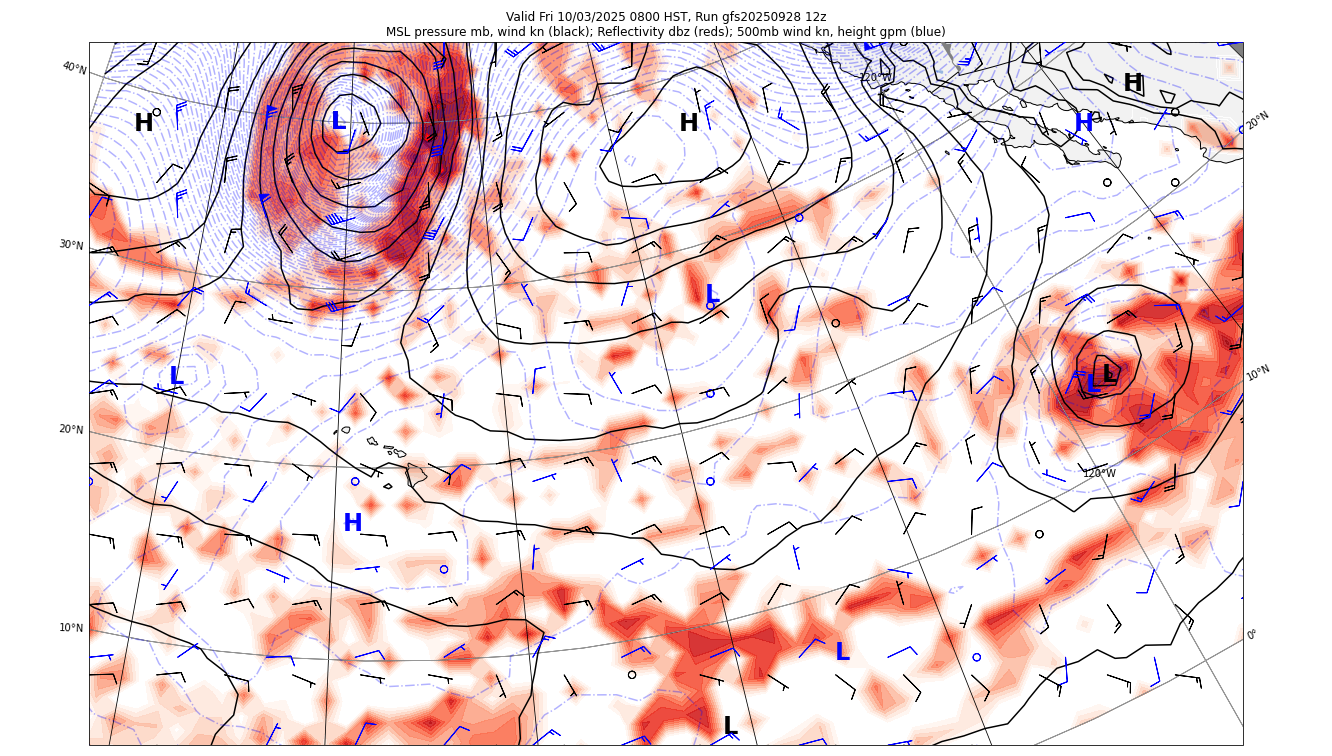 Valid Fri 10/03/2025 0800 HST, Run gfs20250928 12z
MSL pressure mb, wind kn (black); Reflectivity dbz (reds); 500mb wind kn, height gpm (blue)
40°N
120°W
H
H
L
H
H
20°N
30°N
L
L
L
L
10°N
20°N
120°W
H
10°N
0°
L
L